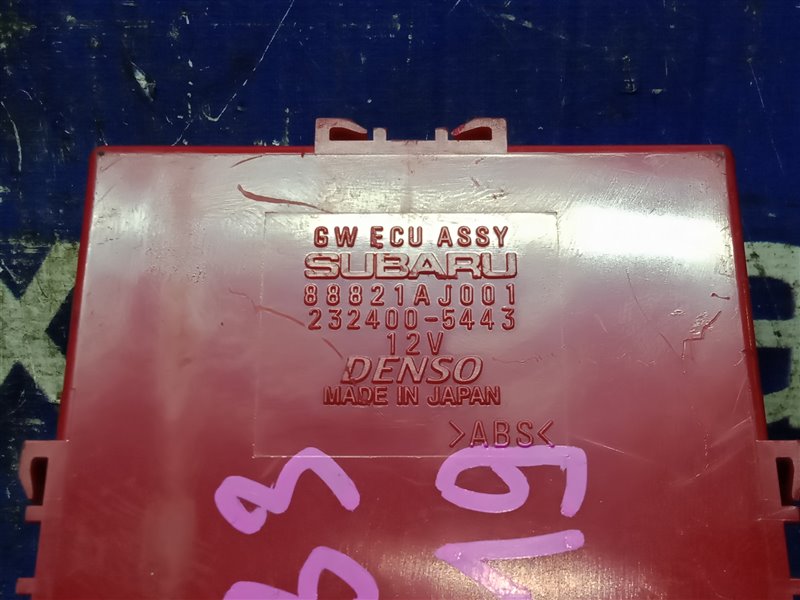 GW ECU ASSY
SUBARU
88821AJ001
232400-5443
12V
DENSO
MADE IN JAPAN
>ABS<